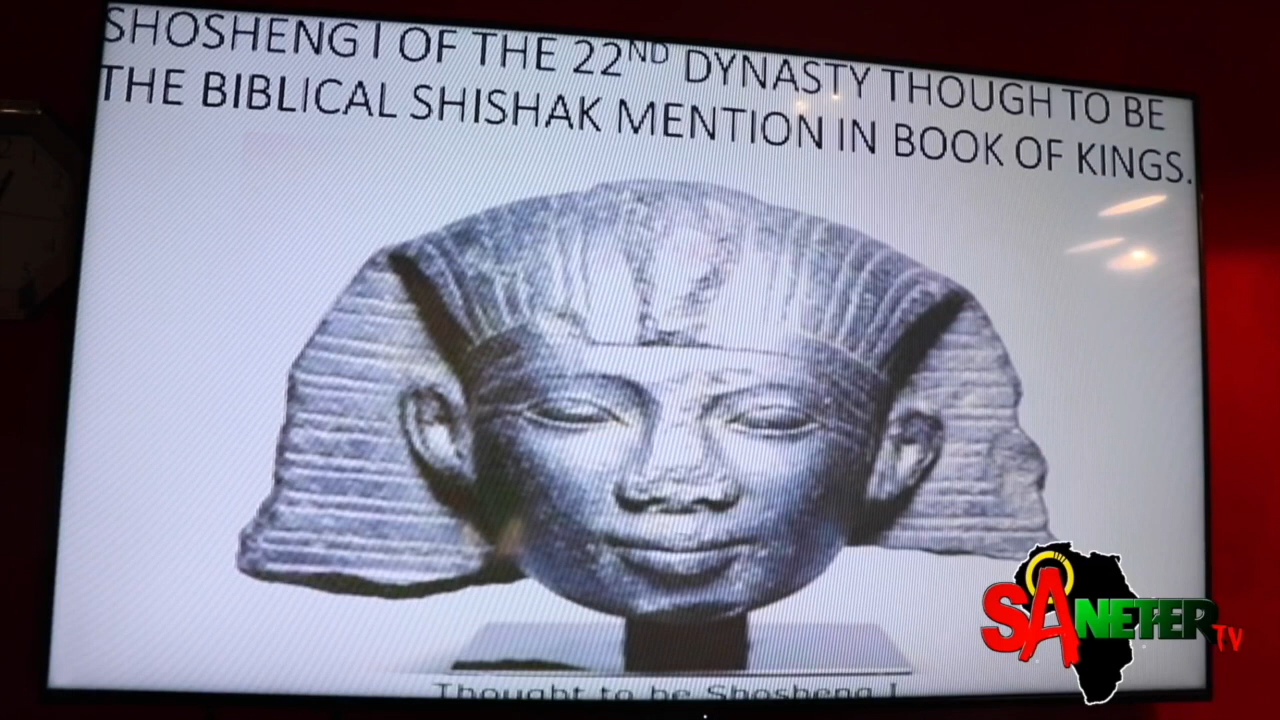 SHOSHENG I OF THE 22ND DYNASTY THOUGH TO BE
THE BIBLICAL SHISHAK MENTION IN BOOK OF KINGS.
Thought to be Shosheng I
SANETER TV